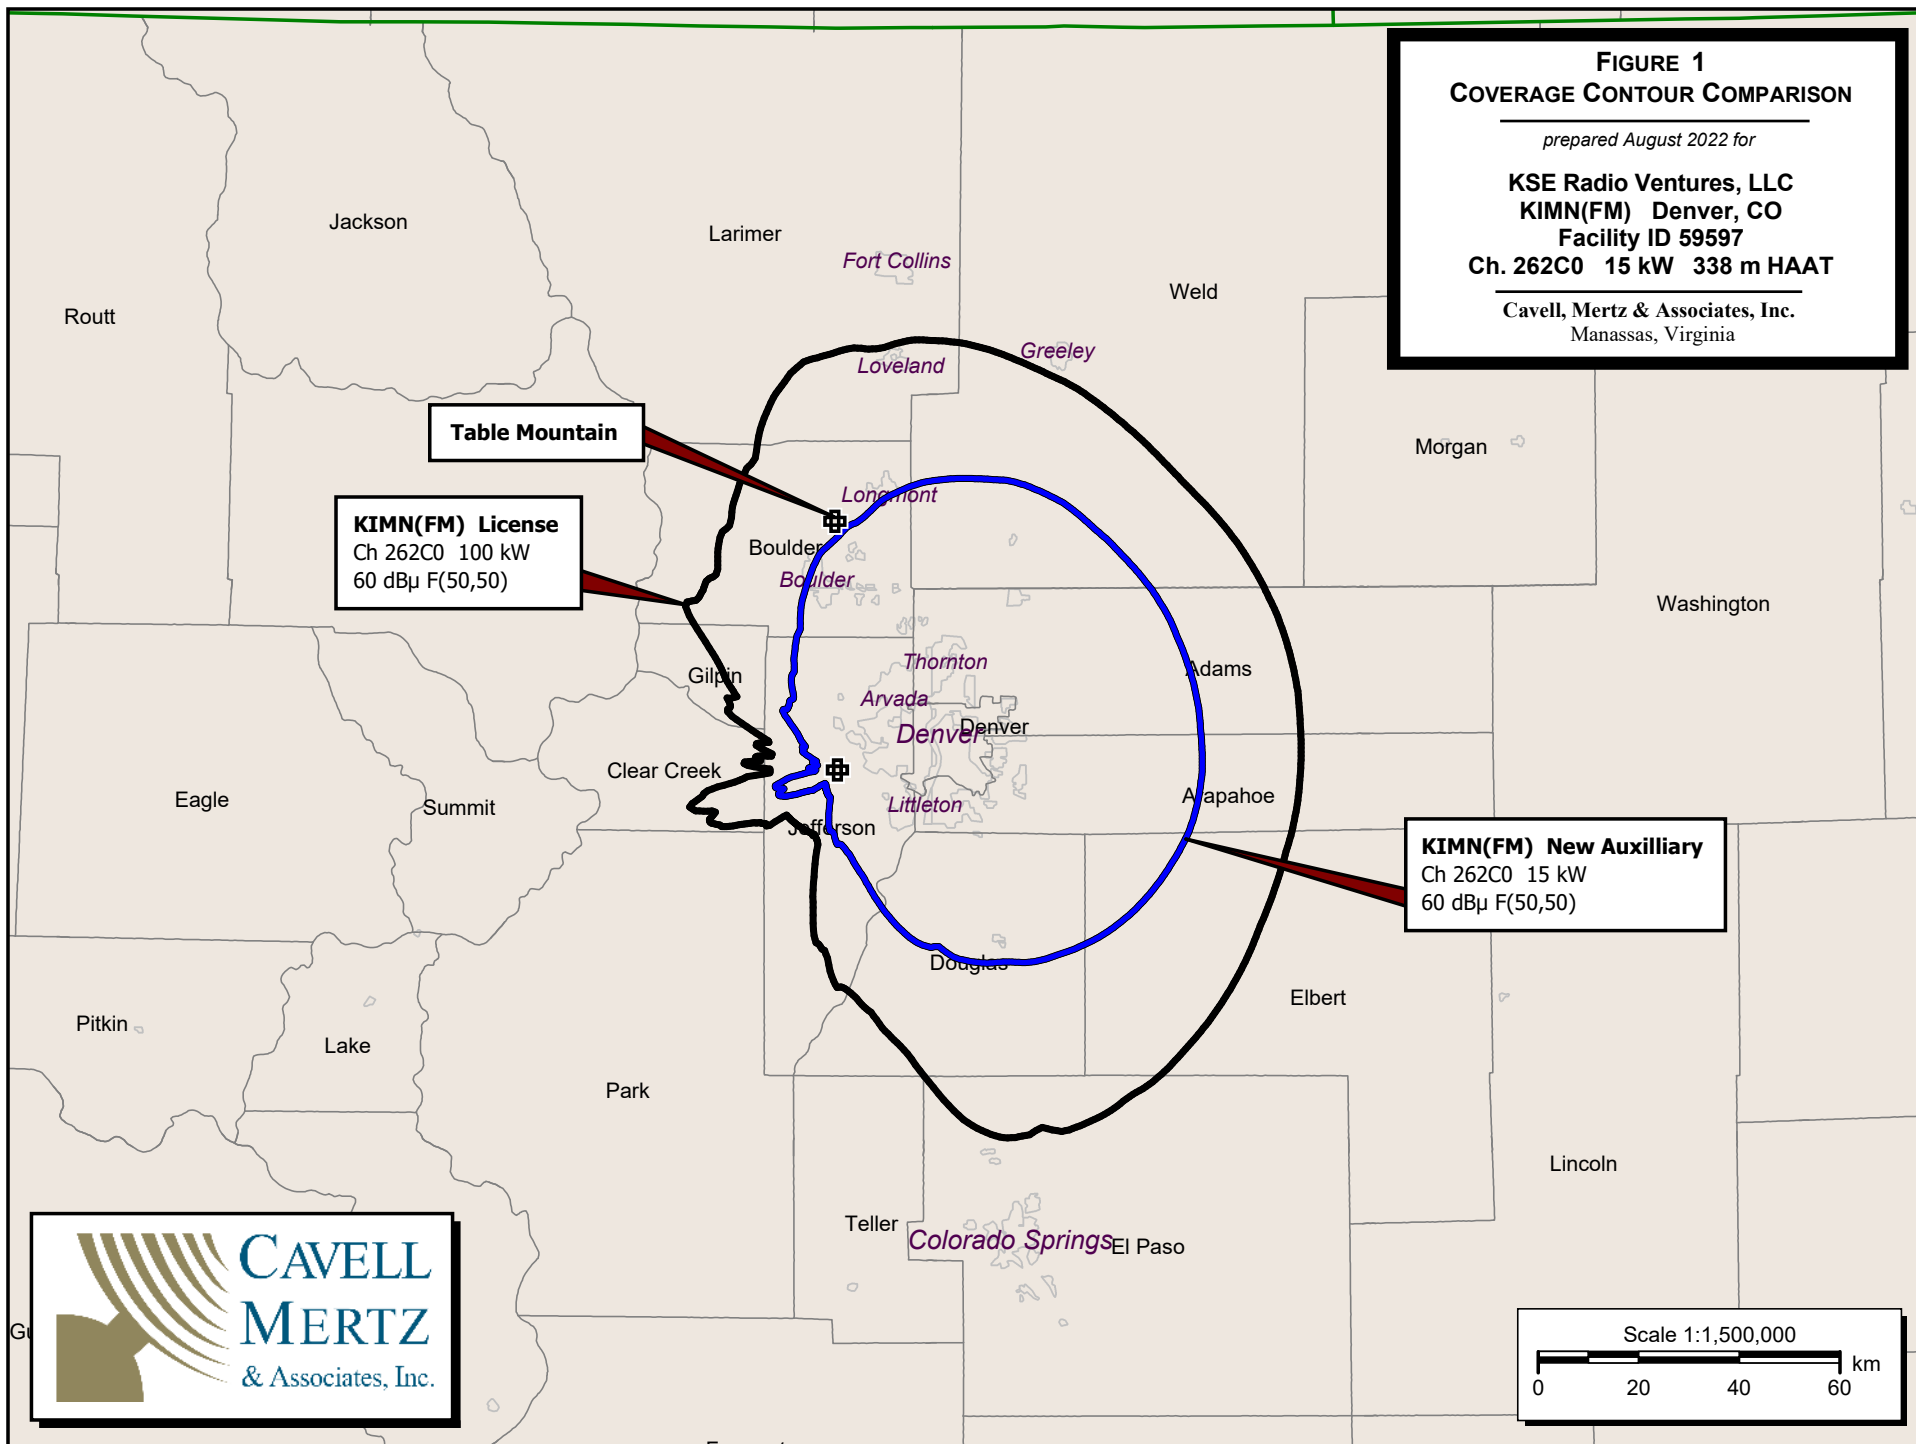 FIGURE 1
COVERAGE CONTOUR COMPARISON
prepared August 2022 for
KSE Radio Ventures, LLC
KIMN(FM) Denver, CO
Facility ID 59597
Ch. 262C0 15 kW 338 m HAAT
Cavell, Mertz & Associates, Inc.
Manassas, Virginia
Jackson
Larimer
Fort Collins
Weld
Routt
Greeley
Loveland
Table Mountain
Morgan
Longmont
KIMN(FM) License
Ch 262C0 100 kW
60 dBµ F(50,50)
Boulder
Boulder
Washington
Thornton
Gilpin
Adams
Arvada
Denver
Denver
Clear Creek
Eagle
Summit
Littleton
Arapahoe
Jefferson
KIMN(FM) New Auxilliary
Ch 262C0 15 kW
60 dBµ F(50,50)
Douglas
Elbert
Pitkin
Lake
Park
Lincoln
Teller
Colorado Springs
El Paso
CAVELL
MERTZ
& Associates, Inc.
Scale 1:1,500,000
km
0 20 40 60